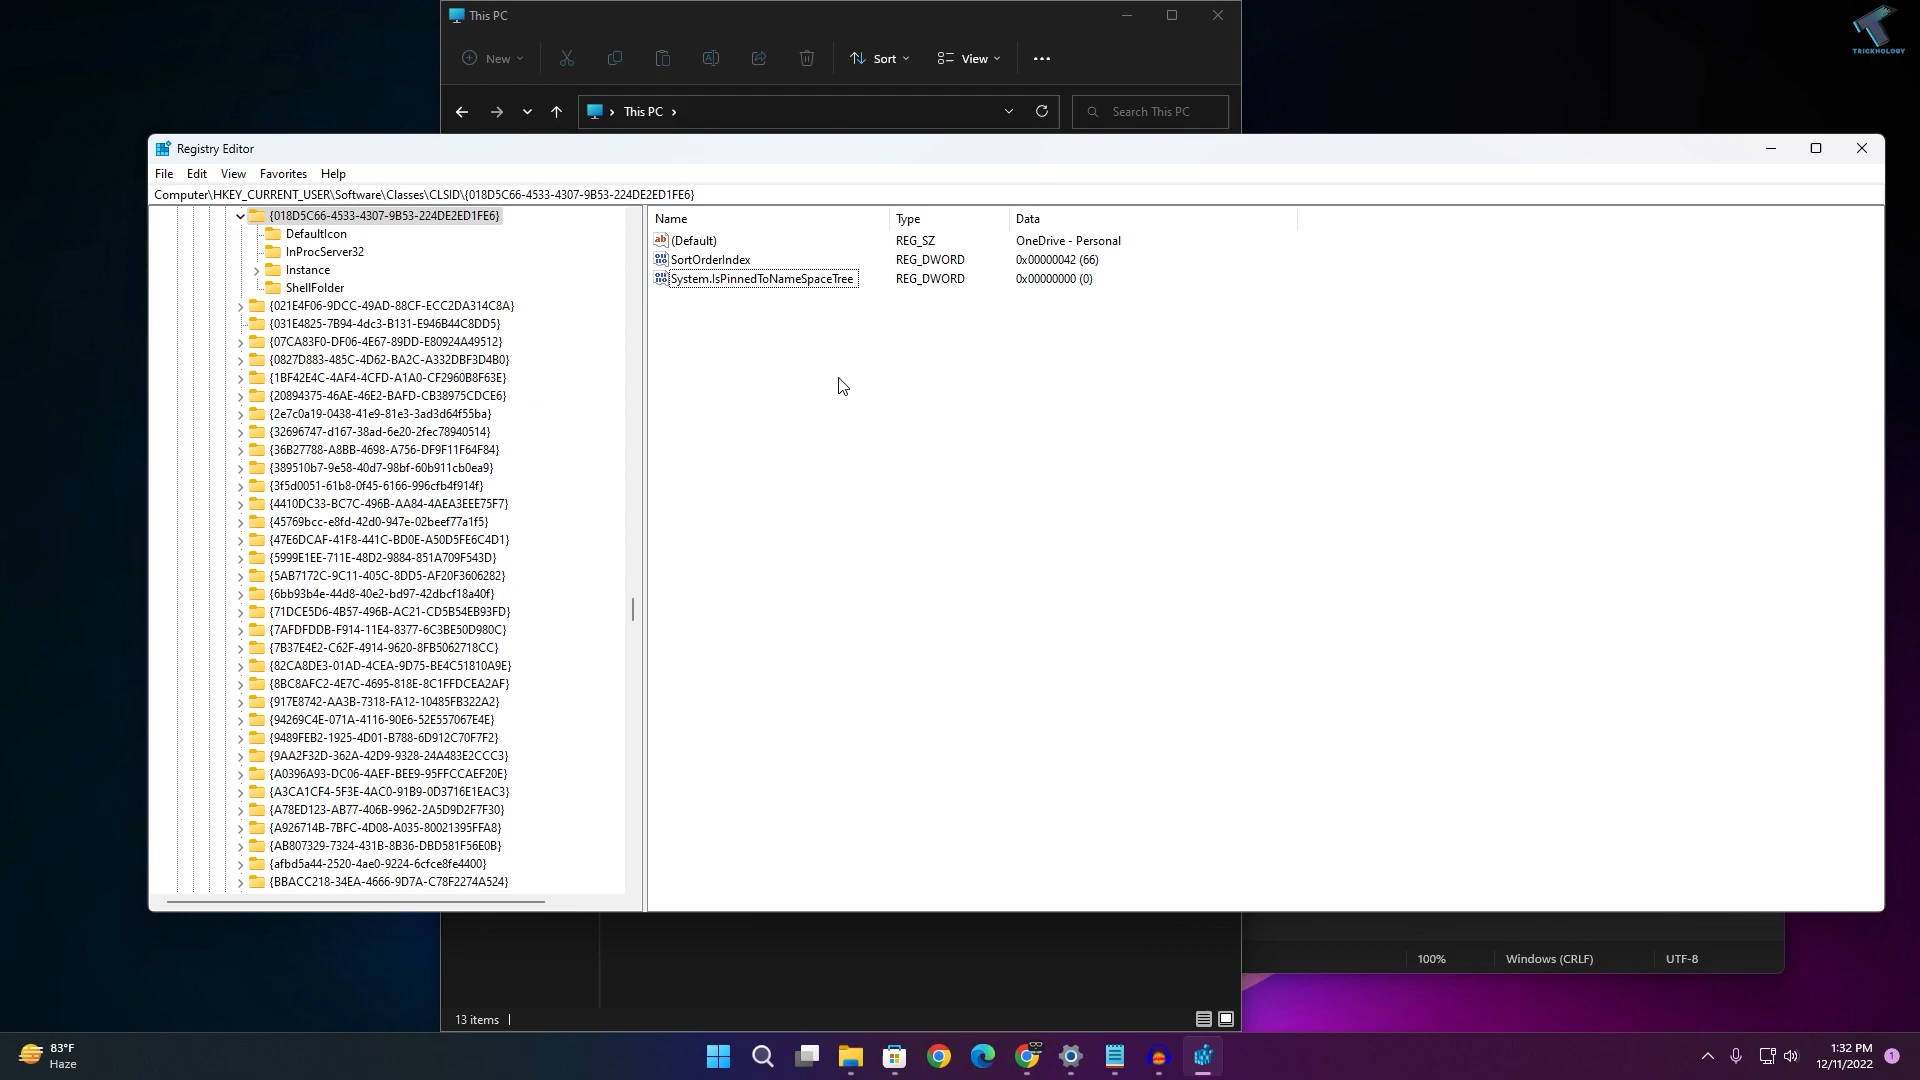 This PC
New
Sort
View
This PC
Search This PC
TRICKNOLOGY
Registry Editor
File Edit View Favorites Help
Computer\HKEY_CURRENT_USER\Software\Classes\CLSID\{018D5C66-4533-4307-9B53-224DE2ED1FE6}
{018D5C66-4533-4307-9B53-224DE2ED1FE6}
DefaultIcon
InProcServer32
Instance
ShellFolder
{021E4F06-9DCC-49AD-88CF-ECC2DA314C8A}
{031E4825-7B94-4dc3-B131-E946B44C8DD5}
{07CA83F0-DF06-4E67-89DD-E80924A49512}
{0827D883-485C-4D62-BA2C-A332DBF3D4B0}
{1BF42E4C-4AF4-4CFD-A1A0-CF2960B8F63E}
{20894375-46AE-46E2-BAFD-CB38975CDCE6}
{2e7c0a19-0438-41e9-81e3-3ad3d64f55ba}
{32696747-d167-38ad-6e20-2fec78940514}
{36B27788-A8BB-4698-A756-DF9F11F64F84}
{389510b7-9e58-40d7-98bf-60b911cb0ea9}
{3f5d0051-61b8-0f45-6166-996cfb4f914f}
{4410DC33-BC7C-496B-AA84-4AEA3EEE75F7}
{45769bcc-e8fd-42d0-947e-02beef77a1f5}
{47E6DCAF-41F8-441C-BD0E-A50D5FE6C4D1}
{5999E1EE-711E-48D2-9884-851A709F543D}
{5AB7172C-9C11-405C-8DD5-AF20F3606282}
{6bb93b4e-44d8-40e2-bd97-42dbcf18a40f}
{71DCE5D6-4B57-496B-AC21-CD5B54EB93FD}
{7AFDFDDB-F914-11E4-8377-6C3BE50D980C}
{7B37E4E2-C62F-4914-9620-8FB5062718CC}
{82CA8DE3-01AD-4CEA-9D75-BE4C51810A9E}
{8BC8AFC2-4E7C-4695-818E-8C1FFDCEA2AF}
{917E8742-AA3B-7318-FA12-10485FB322A2}
{94269C4E-071A-4116-90E6-52E557067E4E}
{9489FEB2-1925-4D01-B788-6D912C70F7F2}
{9AA2F32D-362A-42D9-9328-24A483E2CCC3}
{A0396A93-DC06-4AEF-BEE9-95FFCCAEF20E}
{A3CA1CF4-5F3E-4AC0-91B9-0D3716E1EAC3}
{A78ED123-AB77-406B-9962-2A5D9D2F7F30}
{A926714B-7BFC-4D08-A035-80021395FFA8}
{AB807329-7324-431B-8B36-DBD581F56E0B}
{afbd5a44-2520-4ae0-9224-6cfce8fe4400}
{BBACC218-34EA-4666-9D7A-C78F2274A524}
Name Type Data
(Default) REG_SZ OneDrive - Personal
SortOrderIndex REG_DWORD 0x00000042 (66)
System.IsPinnedToNameSpaceTree REG_DWORD 0x00000000 (0)
100% Windows (CRLF) UTF-8
13 items
83°F
Haze
1:32 PM
12/11/2022
1